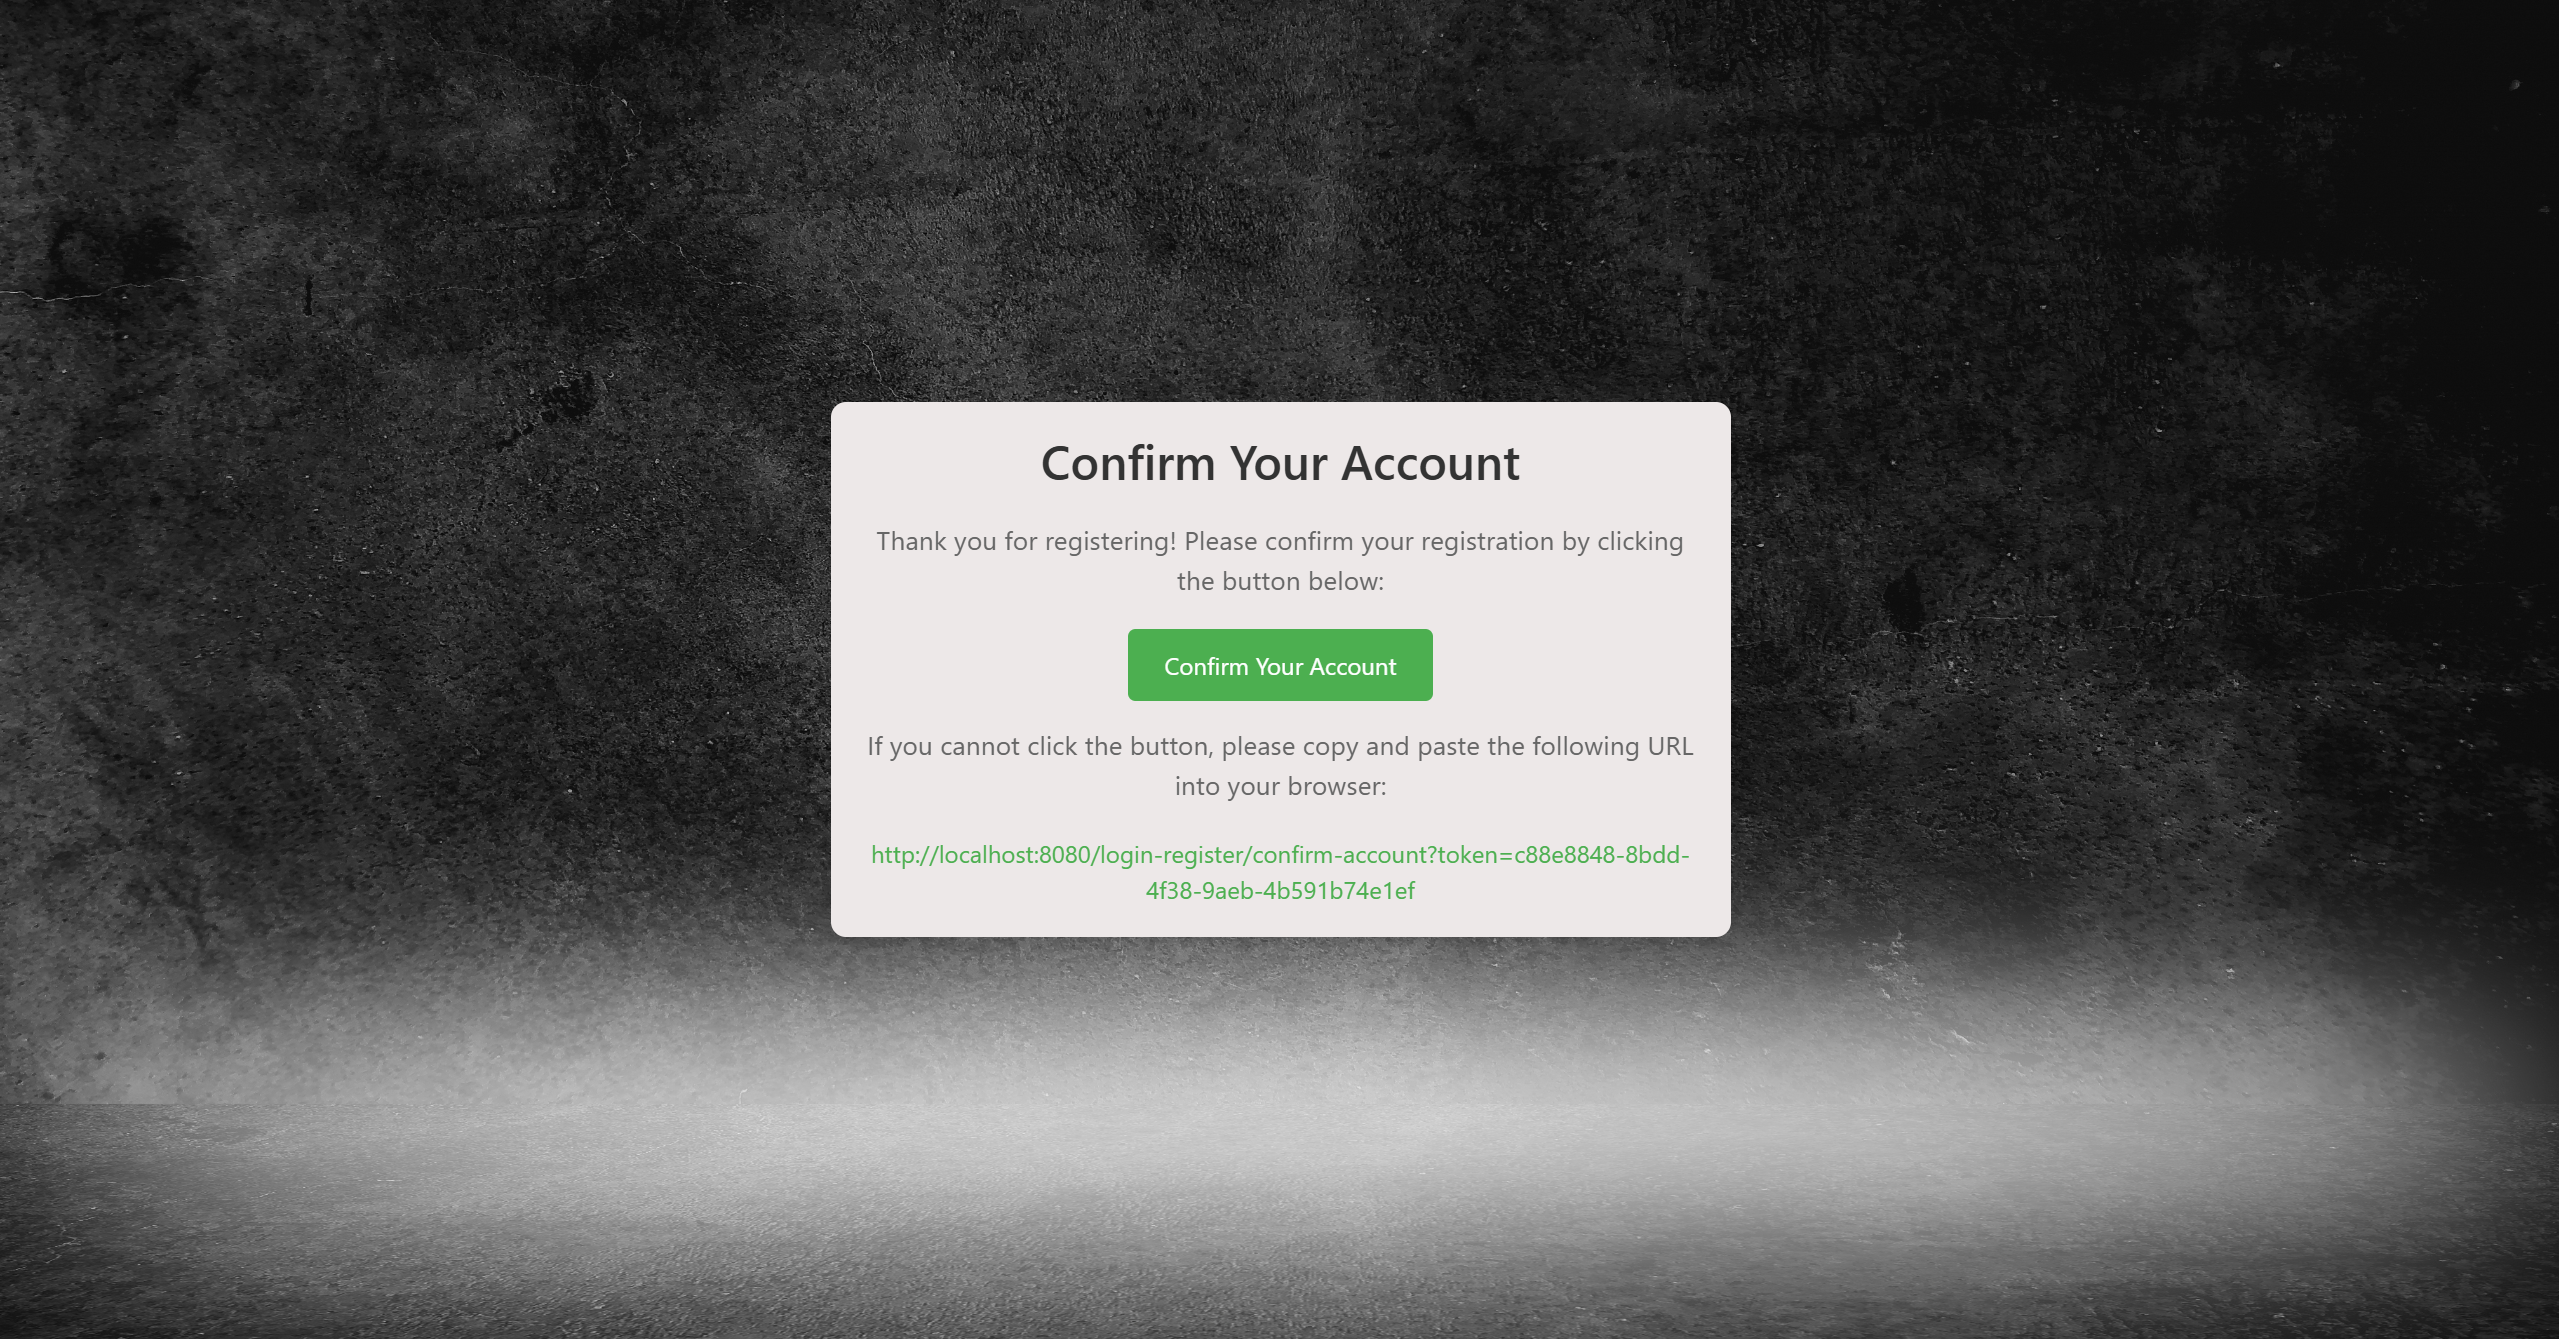 Confirm Your Account
Thank you for registering! Please confirm your registration by clicking
the button below:
Confirm Your Account
If you cannot click the button, please copy and paste the following URL
into your browser:
http://localhost:8080/login-register/confirm-account?token=c88e8848-8bdd-
4f38-9aeb-4b591b74e1ef